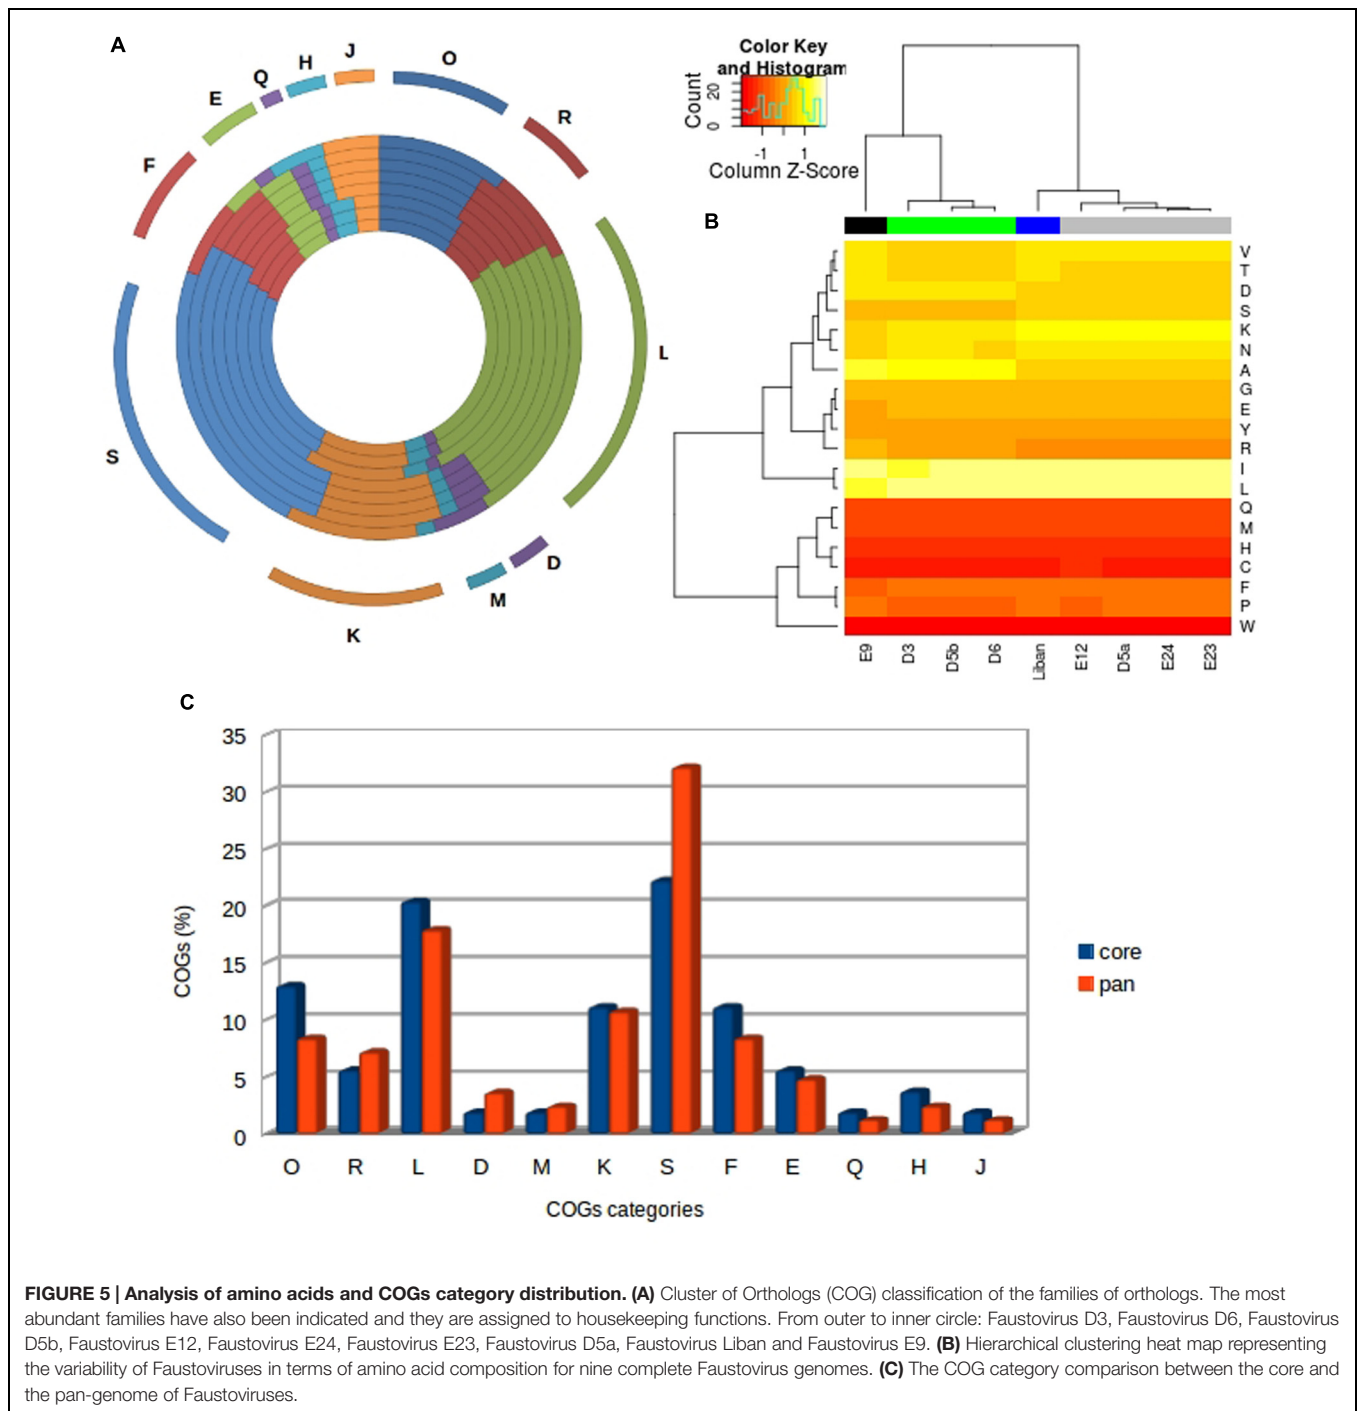 A
J
H
O
Q
E
R
F
L
S
D
M
K
Color Key
and Histogram
Count
0
20
-1 1
Column Z-Score
B
V
T
D
S
K
N
A
G
E
Y
R
I
L
Q
M
H
C
F
P
W
E9 D3 D5b D6 Liban E12 D5a E24 E23
C
35
30
25
20
15
10
5
0
COGs (%)
O R L D M K S F E Q H J
COGs categories
core
pan
FIGURE 5 | Analysis of amino acids and COGs category distribution. (A) Cluster of Orthologs (COG) classification of the families of orthologs. The most
abundant families have also been indicated and they are assigned to housekeeping functions. From outer to inner circle: Faustovirus D3, Faustovirus D6, Faustovirus
D5b, Faustovirus E12, Faustovirus E24, Faustovirus E23, Faustovirus D5a, Faustovirus Liban and Faustovirus E9. (B) Hierarchical clustering heat map representing
the variability of Faustoviruses in terms of amino acid composition for nine complete Faustovirus genomes. (C) The COG category comparison between the core and
the pan-genome of Faustoviruses.